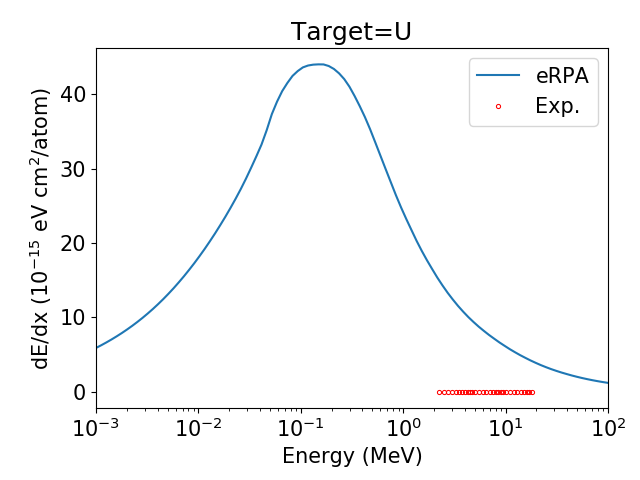 Target=U
eRPA
Exp.
dE/dx (10⁻¹⁵ eV cm²/atom)
40
30
20
10
0
10⁻³ 10⁻² 10⁻¹ 10⁰ 10¹ 10²
Energy (MeV)